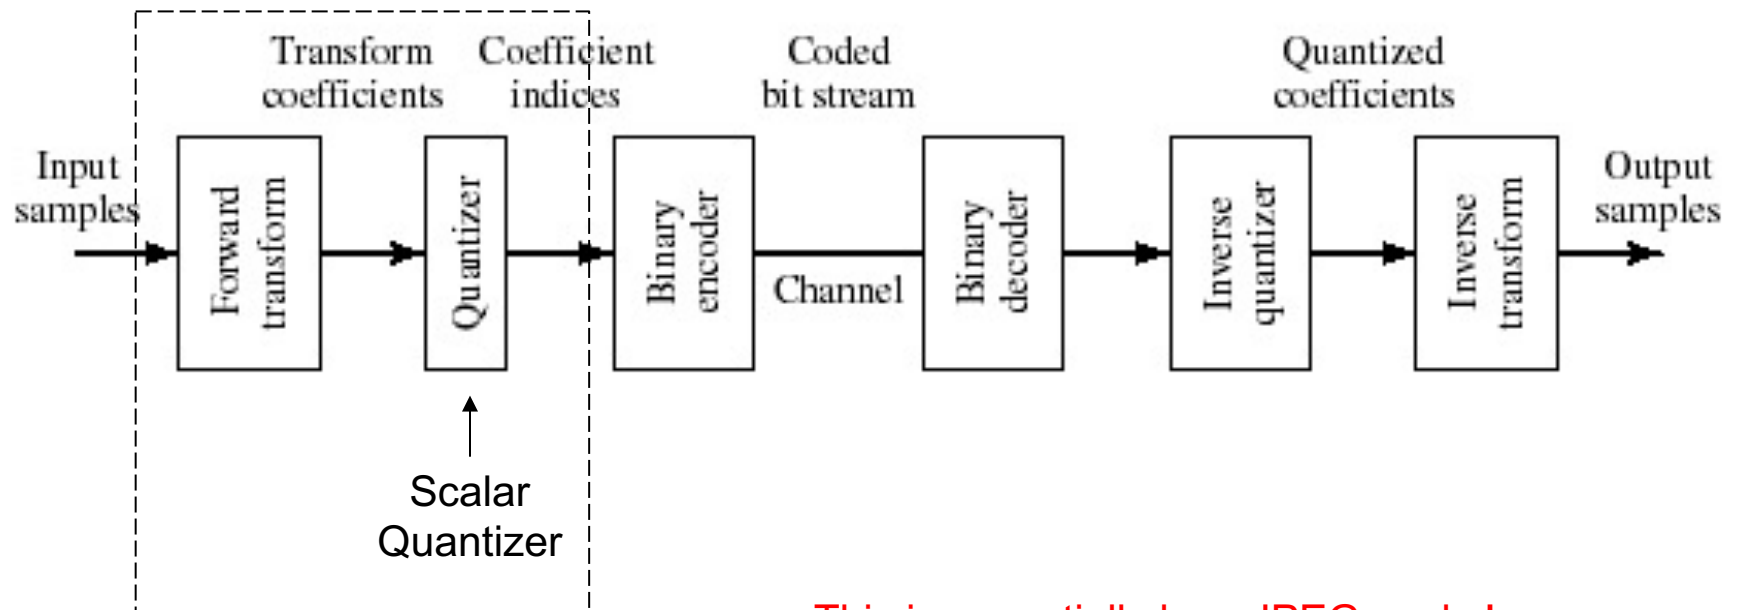 Transform
coefficients
Coefficient
indices
Coded
bit stream
Quantized
coefficients
Input
samples
Forward
transform
Quantizer
Binary
encoder
Channel
Binary
decoder
Inverse
quantizer
Inverse
transform
Output
samples
Scalar
Quantizer